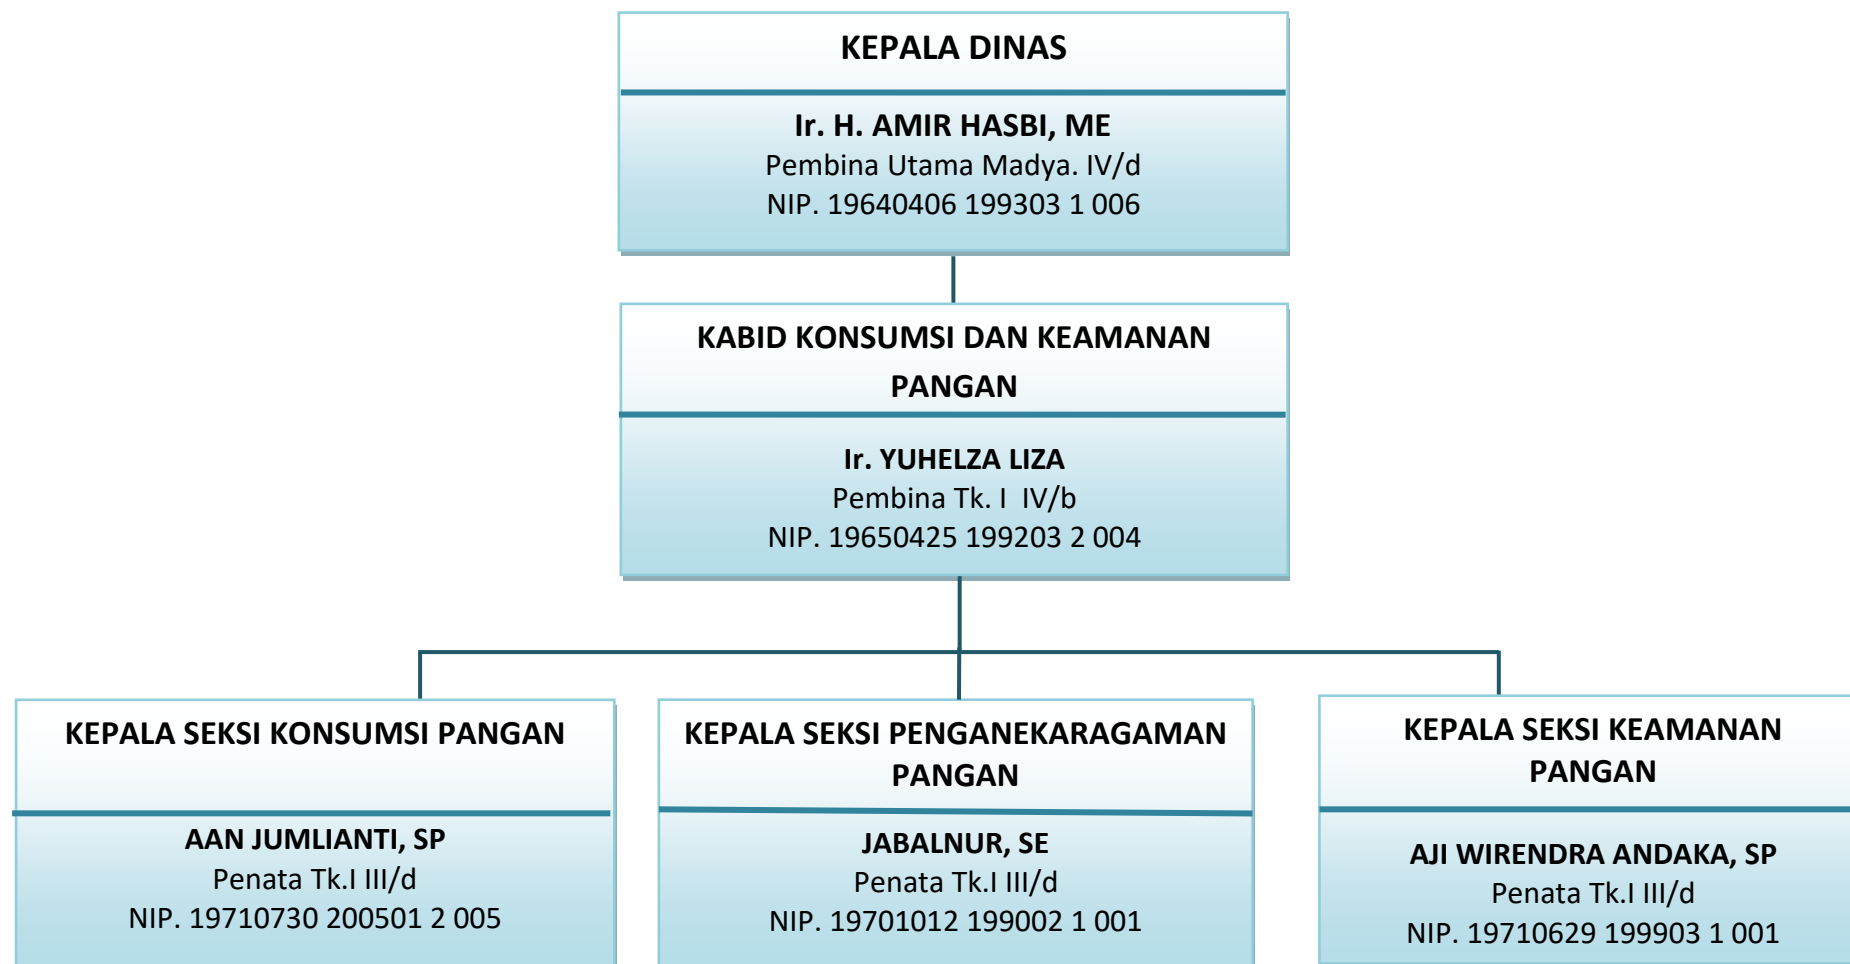 KEPALA DINAS
Ir. H. AMIR HASBI, ME
Pembina Utama Madya. IV/d
NIP. 19640406 199303 1 006
KABID KONSUMSI DAN KEAMANAN
PANGAN
Ir. YUHELZA LIZA
Pembina Tk. I  IV/b
NIP. 19650425 199203 2 004
KEPALA SEKSI KONSUMSI PANGAN
AAN JUMLIANTI, SP
Penata Tk.I III/d
NIP. 19710730 200501 2 005
KEPALA SEKSI PENGANEKARAGAMAN
PANGAN
JABALNUR, SE
Penata Tk.I III/d
NIP. 19701012 199002 1 001
KEPALA SEKSI KEAMANAN
PANGAN
AJI WIRENDRA ANDAKA, SP
Penata Tk.I III/d
NIP. 19710629 199903 1 001